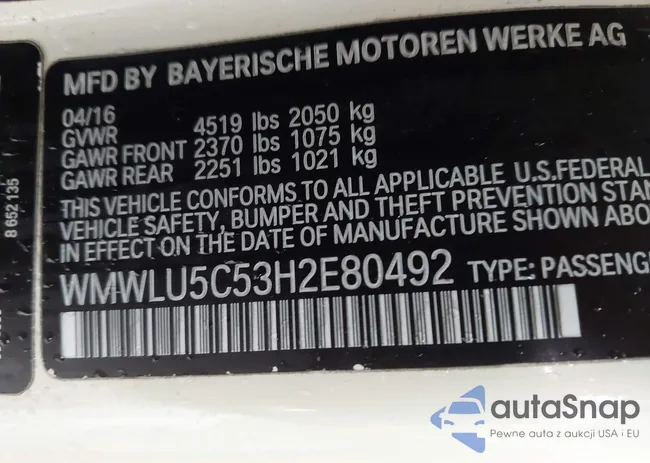 MFD BY BAYERISCHE MOTOREN WERKE AG
04/16
GVWR 4519 lbs 2050 kg
GAWR FRONT 2370 lbs 1075 kg
GAWR REAR 2251 lbs 1021 kg
THIS VEHICLE CONFORMS TO ALL APPLICABLE U.S.FEDERAL
VEHICLE SAFETY, BUMPER AND THEFT PREVENTION STAN
IN EFFECT ON THE DATE OF MANUFACTURE SHOWN ABO
WMWLU5C53H2E80492 TYPE: PASSENG
8 652 135
autaSnap
Pewne auta z aukcji USA i EU